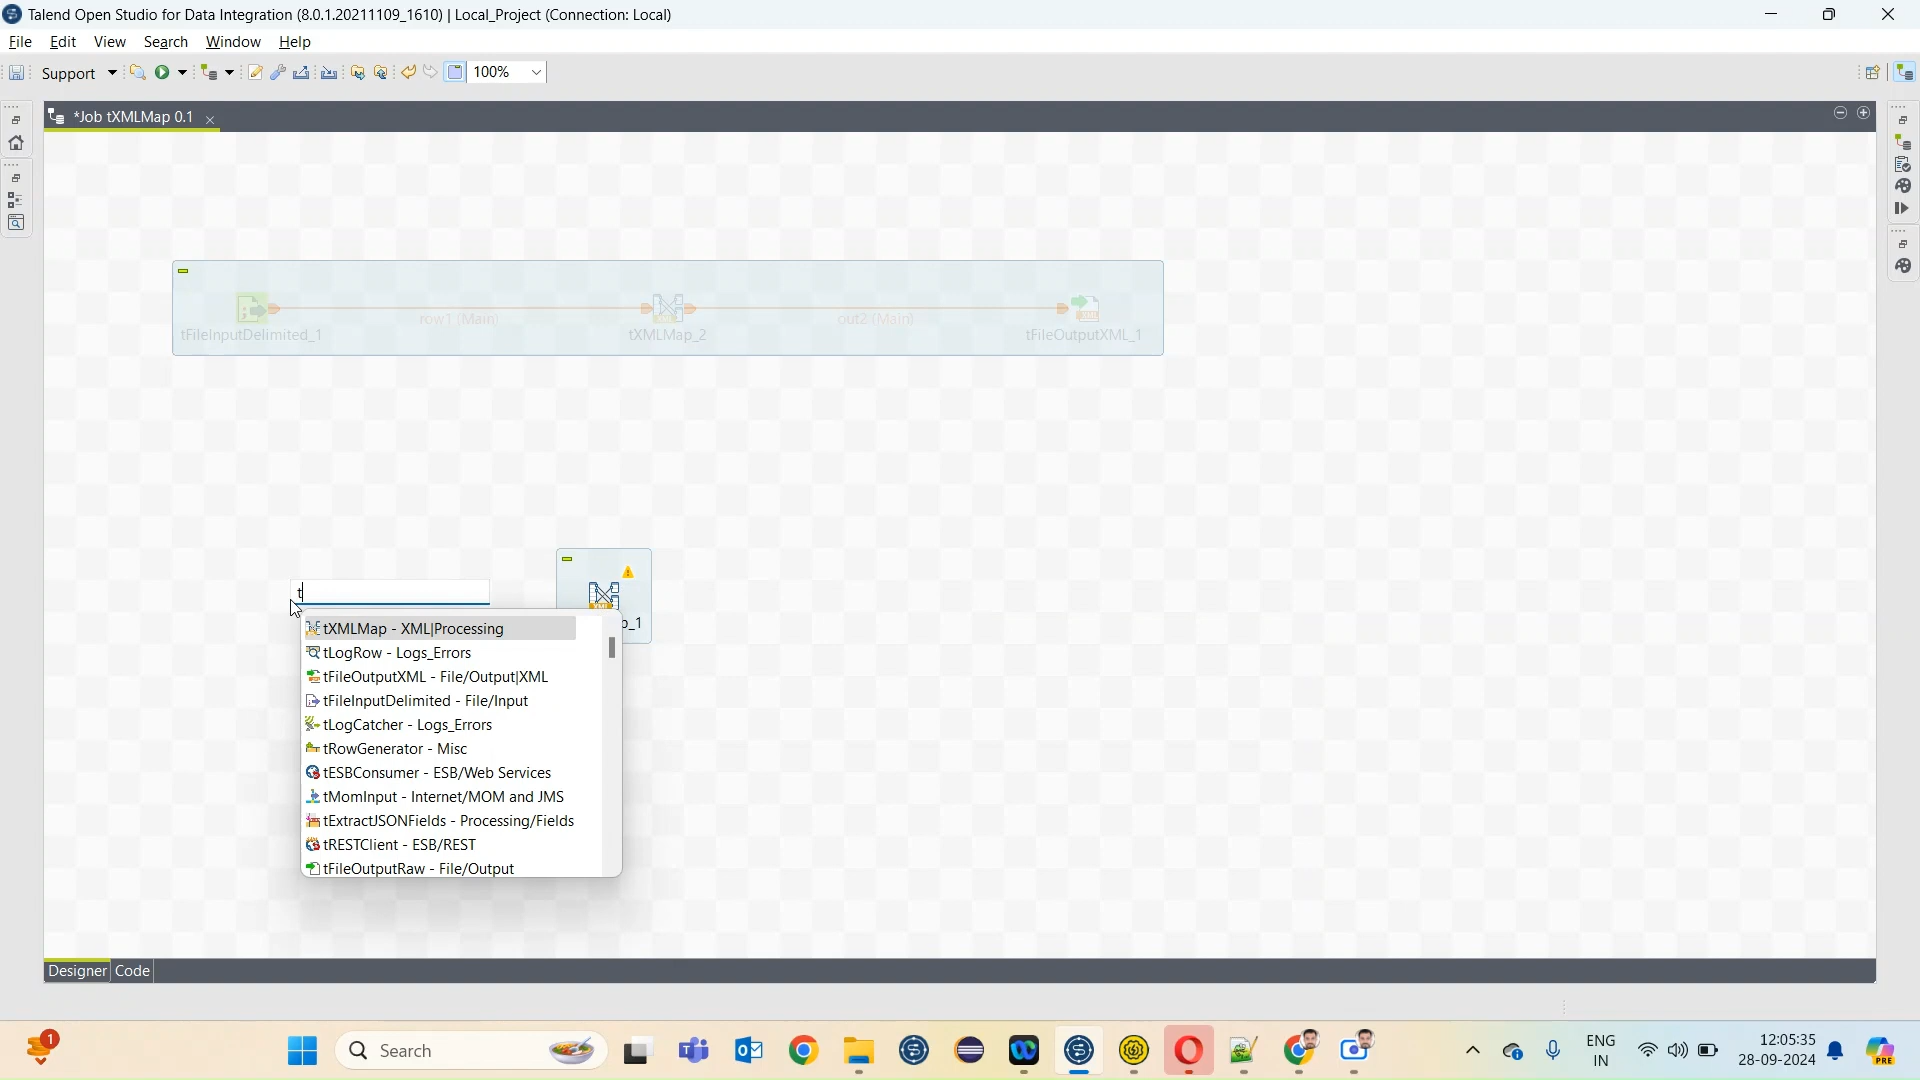 Talend Open Studio for Data Integration (8.0.1.20211109_1610) | Local_Project (Connection: Local)
File Edit View Search Window Help
Support 100%
*Job tXMLMap 0.1
row1 (Main) out2 (Main)
tFileInputDelimited_1 tXMLMap_2 tFileOutputXML_1
t
p_1
tXMLMap - XML|Processing
tLogRow - Logs_Errors
tFileOutputXML - File/Output|XML
tFileInputDelimited - File/Input
tLogCatcher - Logs_Errors
tRowGenerator - Misc
tESBConsumer - ESB/Web Services
tMomInput - Internet/MOM and JMS
tExtractJSONFields - Processing/Fields
tRESTClient - ESB/REST
tFileOutputRaw - File/Output
Designer Code
1
Search
ENG
IN
12:05:35
28-09-2024
PRE